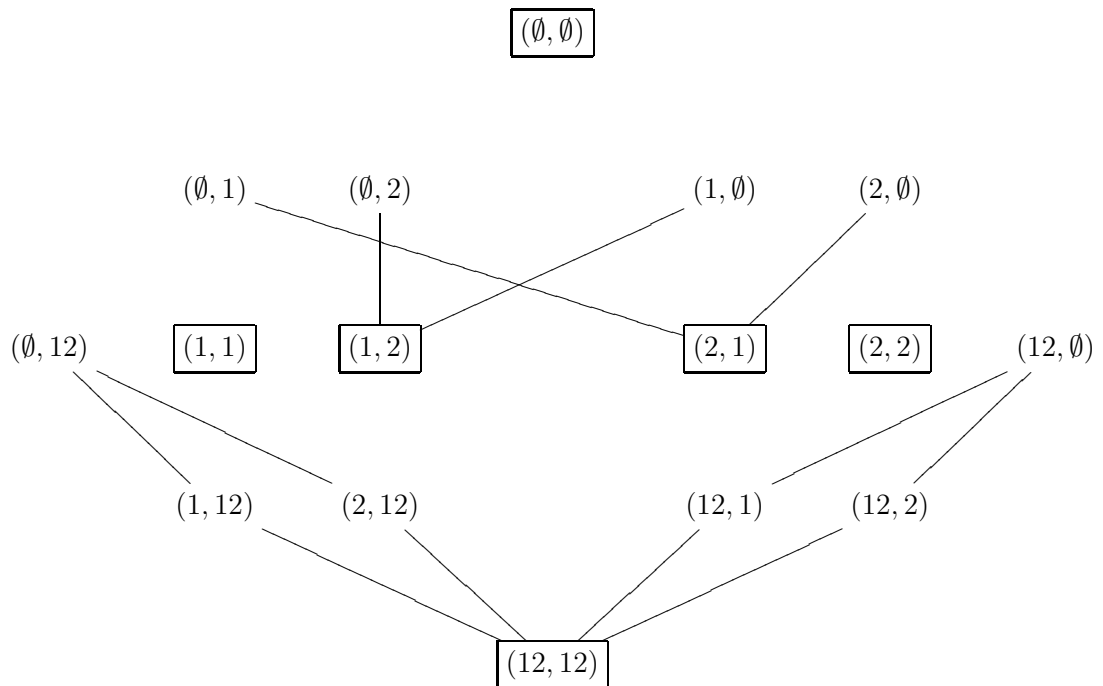 (∅, ∅)
(∅, 1) (∅, 2) (1, ∅) (2, ∅)
(∅, 12) (1, 1) (1, 2) (2, 1) (2, 2) (12, ∅)
(1, 12) (2, 12) (12, 1) (12, 2)
(12, 12)